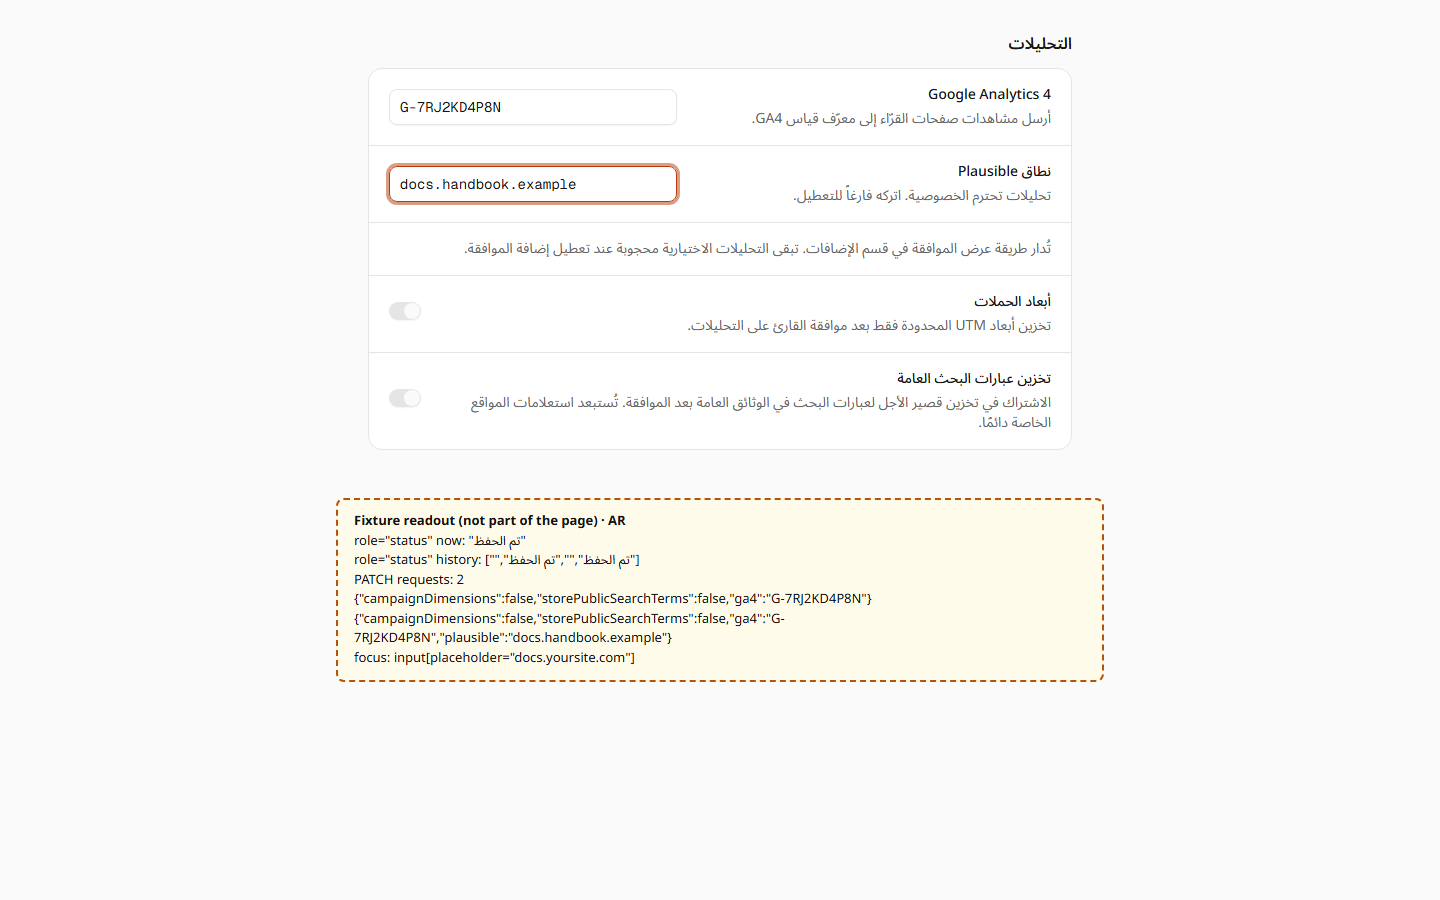 التحليلات
Google Analytics 4
أرسل مشاهدات صفحات القرّاء إلى معرّف قياس GA4.
G-7RJ2KD4P8N
نطاق Plausible
تحليلات تحترم الخصوصية. اتركه فارغاً للتعطيل.
docs.handbook.example
تُدار طريقة عرض الموافقة في قسم الإضافات. تبقى التحليلات الاختيارية محجوبة عند تعطيل إضافة الموافقة.
أبعاد الحملات
تخزين أبعاد UTM المحدودة فقط بعد موافقة القارئ على التحليلات.
تخزين عبارات البحث العامة
الاشتراك في تخزين قصير الأجل لعبارات البحث في الوثائق العامة بعد الموافقة. تُستبعد استعلامات المواقع
الخاصة دائمًا.
Fixture readout (not part of the page) · AR
role="status" now: "تم الحفظ"
role="status" history: ["","تم الحفظ","","تم الحفظ"]
PATCH requests: 2
{"campaignDimensions":false,"storePublicSearchTerms":false,"ga4":"G-7RJ2KD4P8N"}
{"campaignDimensions":false,"storePublicSearchTerms":false,"ga4":"G-
7RJ2KD4P8N","plausible":"docs.handbook.example"}
focus: input[placeholder="docs.yoursite.com"]